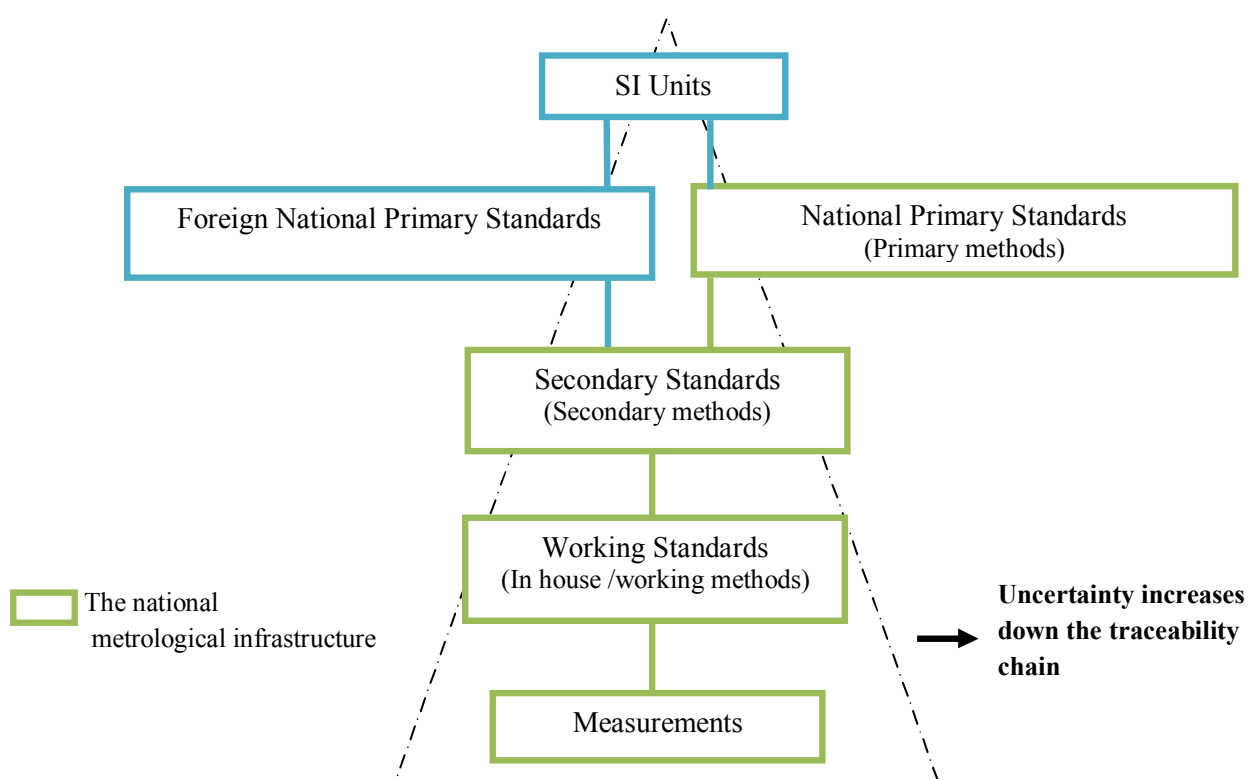 SI Units
Foreign National Primary Standards
National Primary Standards
(Primary methods)
Secondary Standards
(Secondary methods)
Working Standards
(In house /working methods)
The national
metrological infrastructure
Uncertainty increases
down the traceability
chain
Measurements